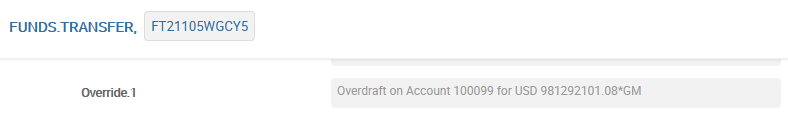 FUNDS.TRANSFER, FT21105WGCY5
Override.1 Overdraft on Account 100099 for USD 981292101.08*GM